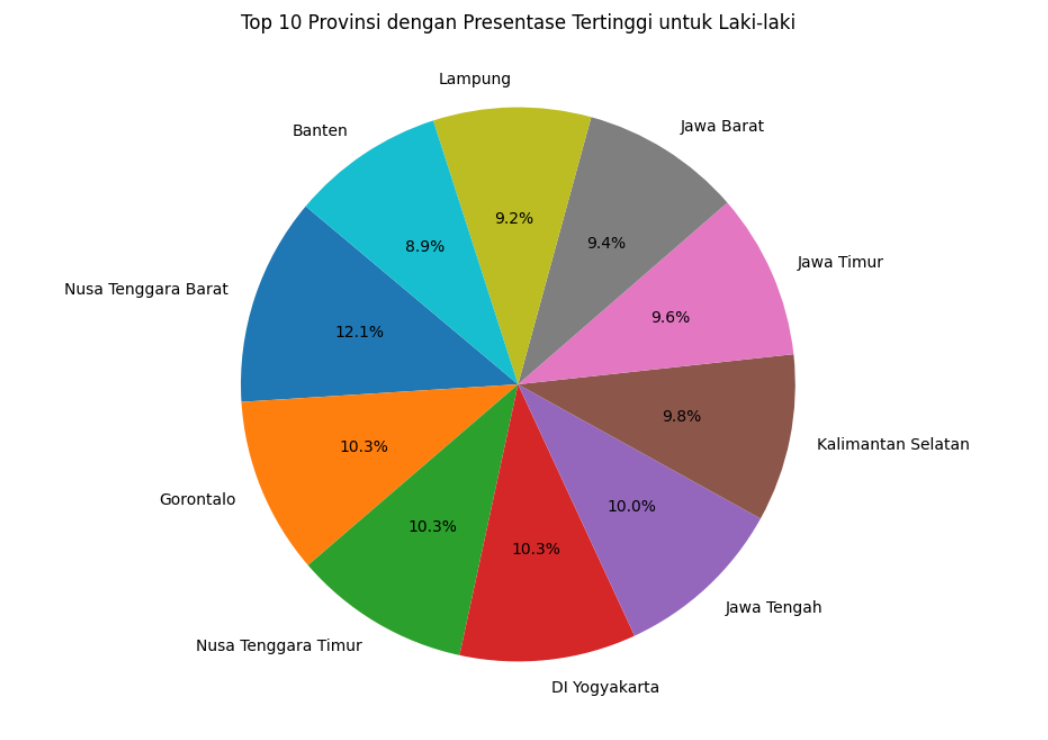 Top 10 Provinsi dengan Presentase Tertinggi untuk Laki-laki
Lampung
9.2%
Jawa Barat
9.4%
Jawa Timur
9.6%
Kalimantan Selatan
9.8%
Jawa Tengah
10.0%
DI Yogyakarta
10.3%
Nusa Tenggara Timur
10.3%
Gorontalo
10.3%
Nusa Tenggara Barat
12.1%
Banten
8.9%